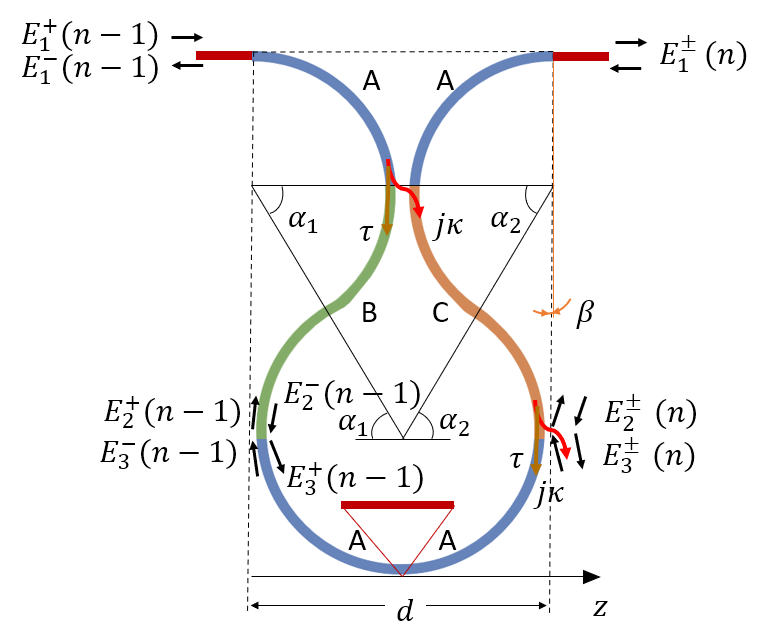 E₁⁺(n−1)
E₁⁻(n−1)
E₁^±(n)
A A
α₁ α₂
τ jκ
B C
β
E₂⁺(n−1)
E₂⁻(n−1)
E₂^± (n)
α₁ α₂
E₃⁻(n−1)
E₃⁺(n−1)
E₃^± (n)
τ
jκ
A A
d
z